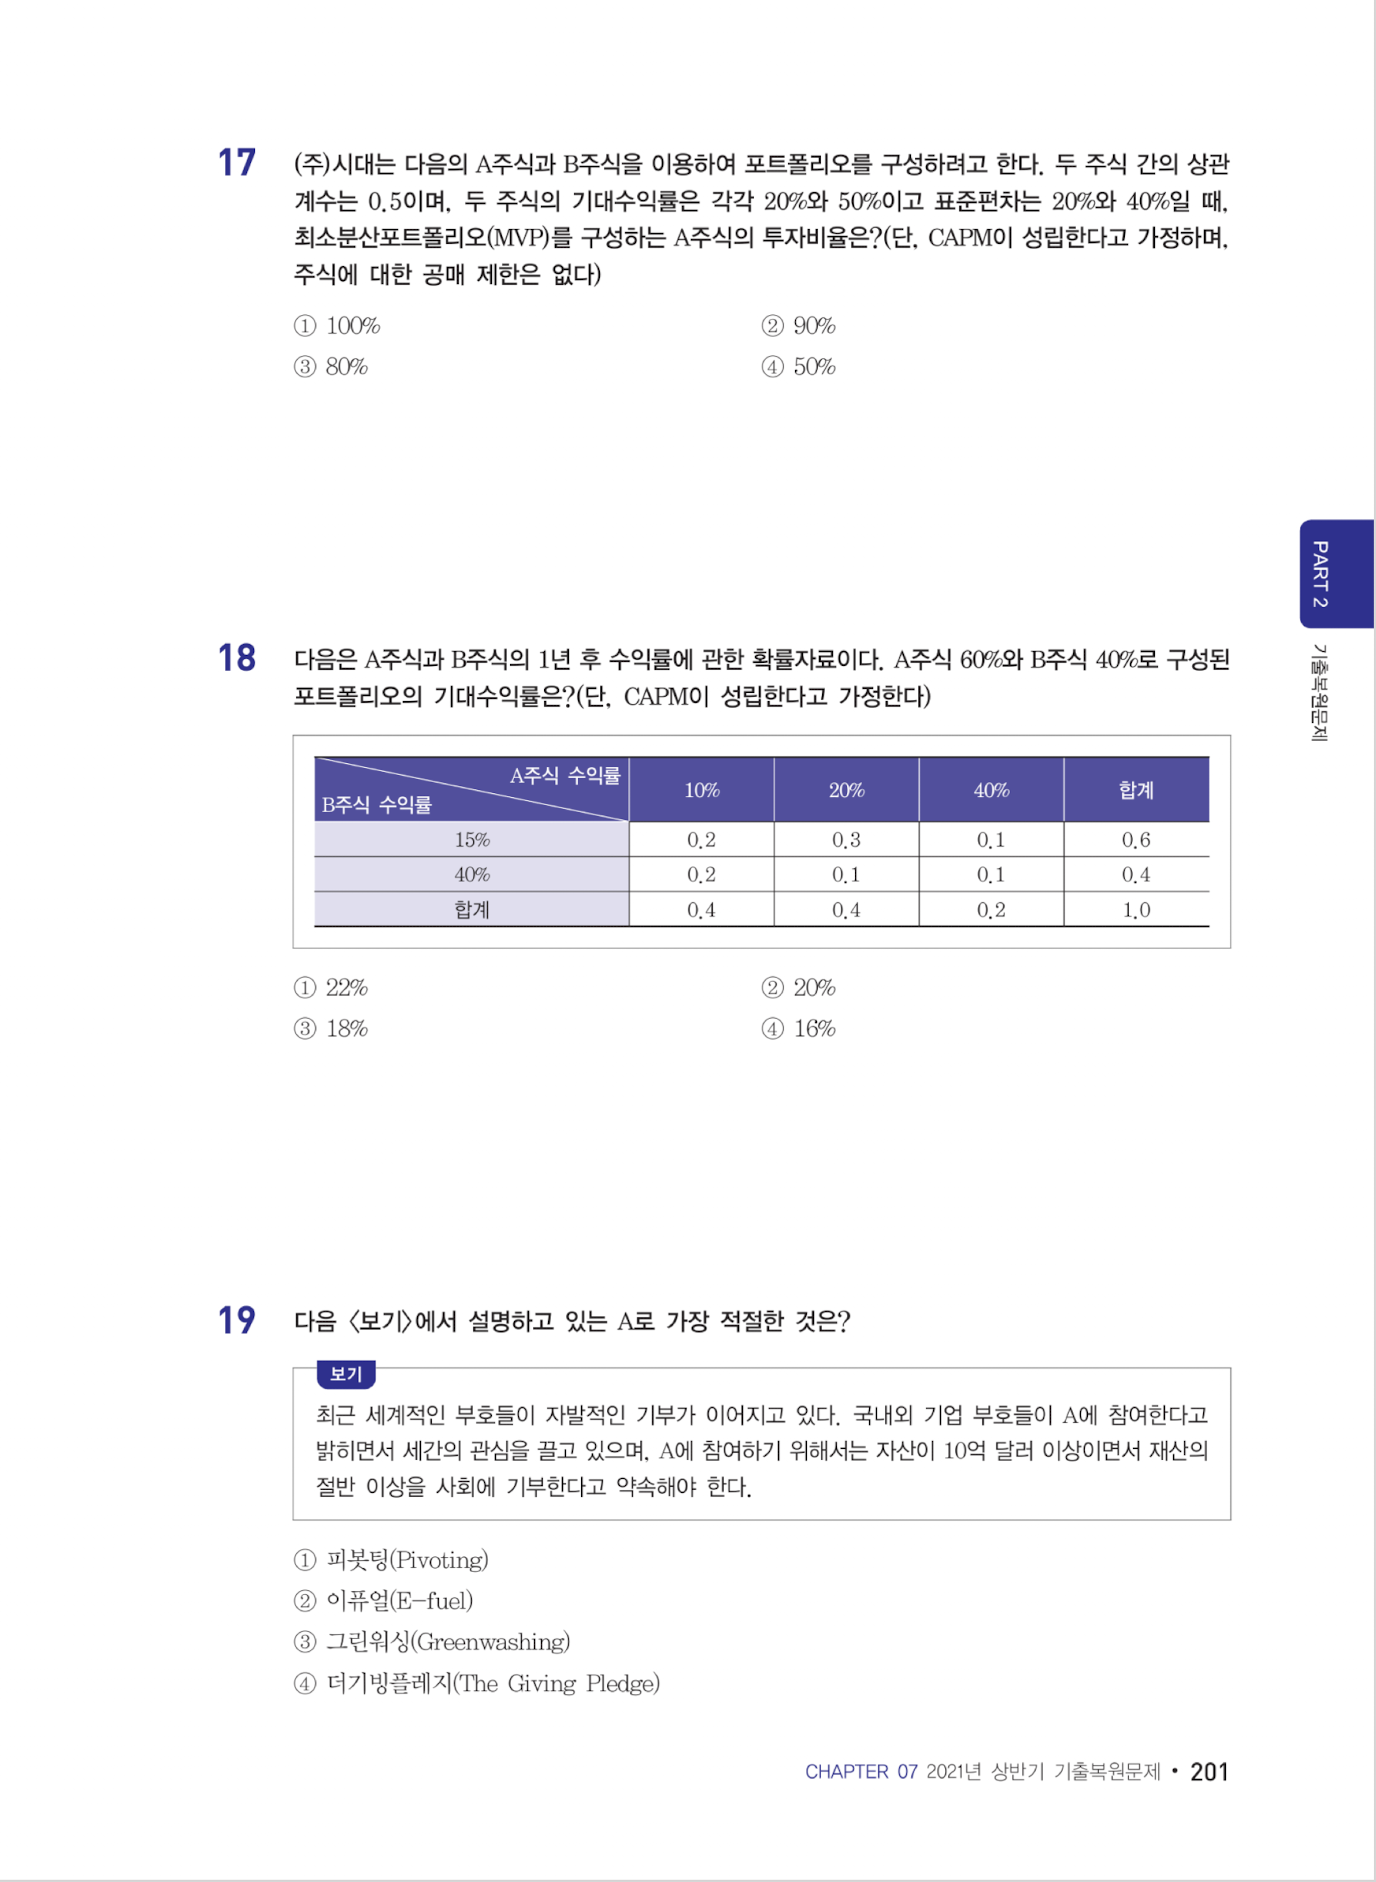 17 (주)시대는 다음의 A주식과 B주식을 이용하여 포트폴리오를 구성하려고 한다. 두 주식 간의 상관
계수는 0.5이며, 두 주식의 기대수익률은 각각 20%와 50%이고 표준편차는 20%와 40%일 때,
최소분산포트폴리오(MVP)를 구성하는 A주식의 투자비율은?(단, CAPM이 성립한다고 가정하며,
주식에 대한 공매 제한은 없다)
① 100% ② 90%
③ 80% ④ 50%
PART 2 기출복원문제
18 다음은 A주식과 B주식의 1년 후 수익률에 관한 확률자료이다. A주식 60%와 B주식 40%로 구성된
포트폴리오의 기대수익률은?(단, CAPM이 성립한다고 가정한다)
A주식 수익률
B주식 수익률 10% 20% 40% 합계
15% 0.2 0.3 0.1 0.6
40% 0.2 0.1 0.1 0.4
합계 0.4 0.4 0.2 1.0
① 22% ② 20%
③ 18% ④ 16%
19 다음 〈보기〉에서 설명하고 있는 A로 가장 적절한 것은?
보기
최근 세계적인 부호들이 자발적인 기부가 이어지고 있다. 국내외 기업 부호들이 A에 참여한다고
밝히면서 세간의 관심을 끌고 있으며, A에 참여하기 위해서는 자산이 10억 달러 이상이면서 재산의
절반 이상을 사회에 기부한다고 약속해야 한다.
① 피봇팅(Pivoting)
② 이퓨얼(E-fuel)
③ 그린워싱(Greenwashing)
④ 더기빙플레지(The Giving Pledge)
CHAPTER 07 2021년 상반기 기출복원문제 • 201